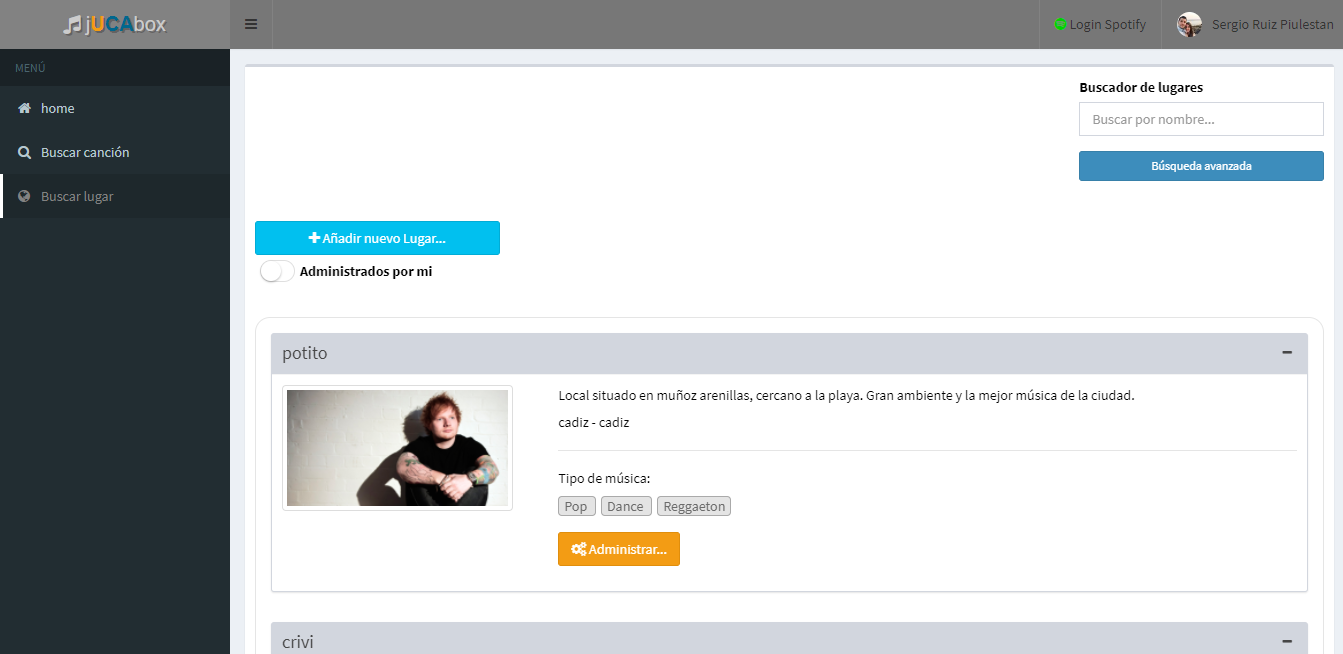 jUCAbox
Login Spotify
Sergio Ruiz Piulestan
MENÚ
home
Buscar canción
Buscar lugar
Buscador de lugares
Buscar por nombre...
Búsqueda avanzada
Añadir nuevo Lugar...
Administrados por mi
potito
Local situado en muñoz arenillas, cercano a la playa. Gran ambiente y la mejor música de la ciudad.
cadiz - cadiz
Tipo de música:
Pop Dance Reggaeton
Administrar...
crivi